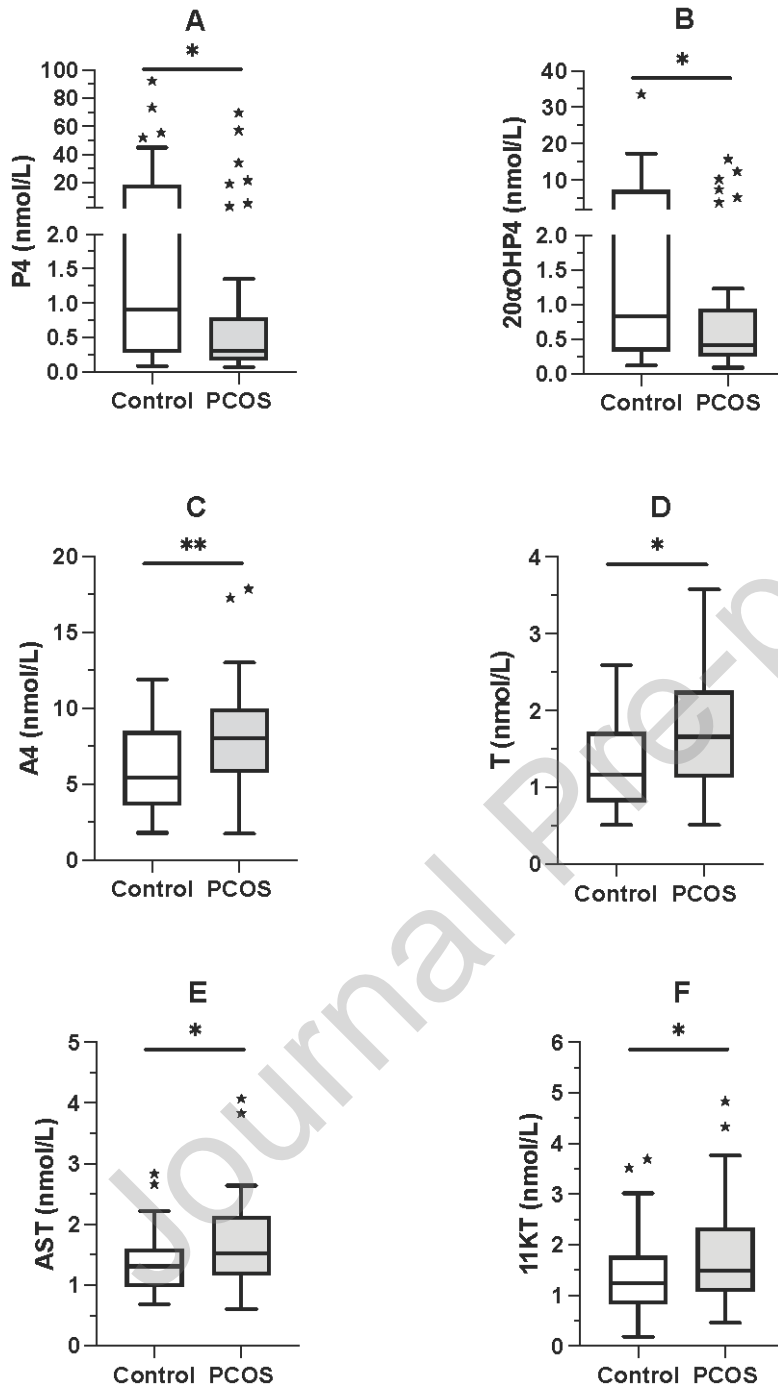 A
*
P4 (nmol/L)
100
80
60
40
20
2.0
1.5
1.0
0.5
0.0
Control PCOS
B
*
20αOHP4 (nmol/L)
40
30
20
10
2.0
1.5
1.0
0.5
0.0
Control PCOS
C
**
A4 (nmol/L)
20
15
10
5
0
Control PCOS
D
*
T (nmol/L)
4
3
2
1
0
Control PCOS
E
*
AST (nmol/L)
5
4
3
2
1
0
Control PCOS
F
*
11KT (nmol/L)
6
5
4
3
2
1
0
Control PCOS
Journal Pre-p